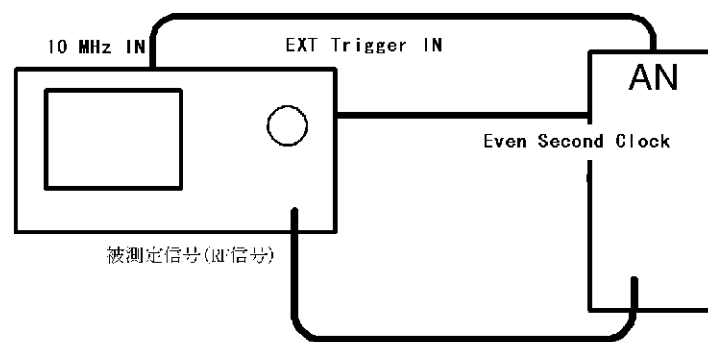 10 MHz IN
EXT Trigger IN
AN
Even Second Clock
被測定信号(RF信号)